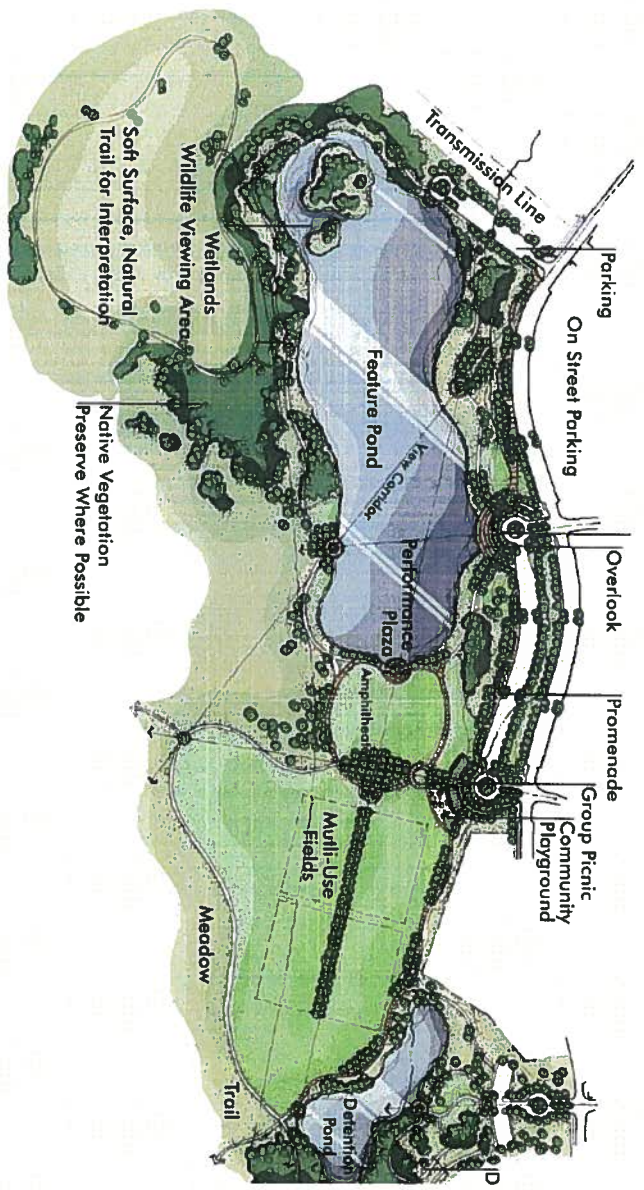 Transmission Line
Parking
On Street Parking
Overlook
Promenade
Group Picnic
Community
Playground
Soft Surface, Natural
Trail for Interpretation
Wetlands
Wildlife Viewing Area
Feature Pond
View Corridor
Performance
Plaza
Amphitheater
Native Vegetation
Preserve Where Possible
Mutli-Use
Fields
Meadow
Trail
Detention
Pond
D